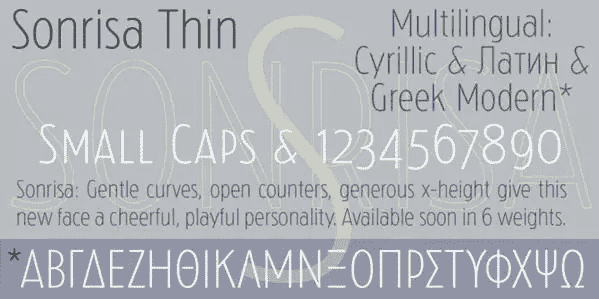 Sonrisa Thin
Multilingual:
Cyrillic & Латин &
Greek Modern*
SONRISA
S
Small Caps & 1234567890
Sonrisa: Gentle curves, open counters, generous x-height give this
new face a cheerful, playful personality. Available soon in 6 weights.
*ΑΒΓΔΕΖΗΘΙΚΛΜΝΞΟΠΡΣΤΥΦΧΨΩ